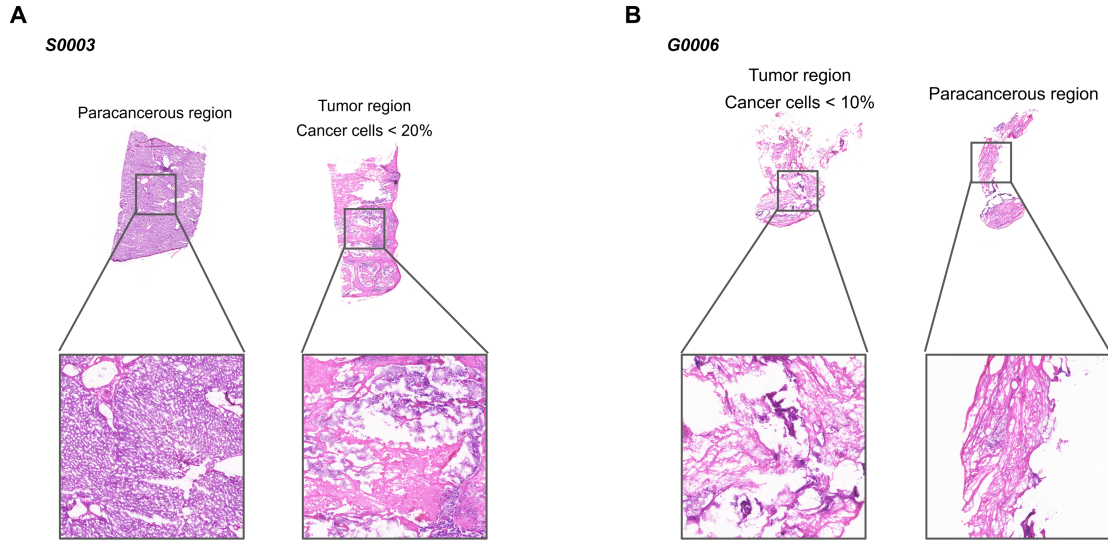 A
S0003
Paracancerous region
Tumor region
Cancer cells < 20%
B
G0006
Tumor region
Cancer cells < 10%
Paracancerous region